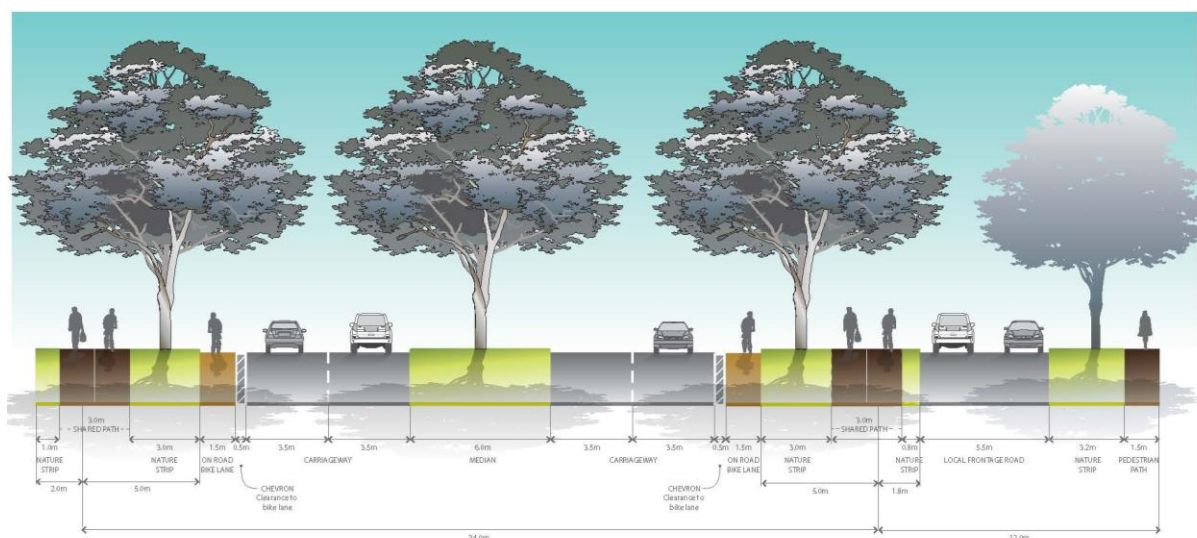 3.0m
SHARED PATH
3.0m
SHARED PATH
1.0m
3.0m
1.5m
0.5m
3.5m
3.5m
6.0m
3.5m
3.5m
0.5m
1.5m
3.0m
0.8m
5.5m
3.2m
1.5m
NATURE
STRIP
NATURE
STRIP
ON ROAD
BIKE LANE
CARRIAGEWAY
MEDIAN
CARRIAGEWAY
ON ROAD
BIKE LANE
NATURE
STRIP
NATURE
STRIP
LOCAL FRONTAGE ROAD
NATURE
STRIP
PEDESTRIAN
PATH
2.0m
5.0m
CHEVRON
Clearance to
bike lane
CHEVRON
Clearance to
bike lane
5.0m
1.8m